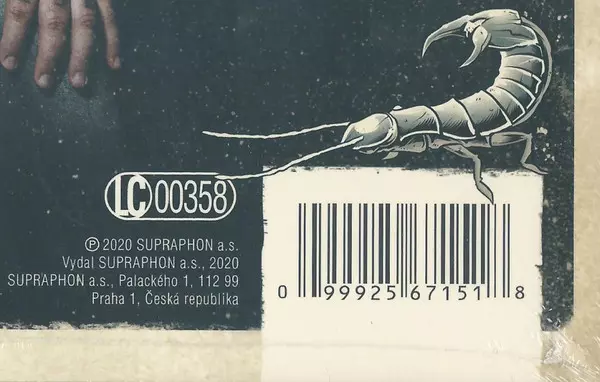 LC 00358
℗ 2020 SUPRAPHON a.s.
Vydal SUPRAPHON a.s., 2020
SUPRAPHON a.s., Palackého 1, 112 99
Praha 1, Česká republika
0 99925 67151 8